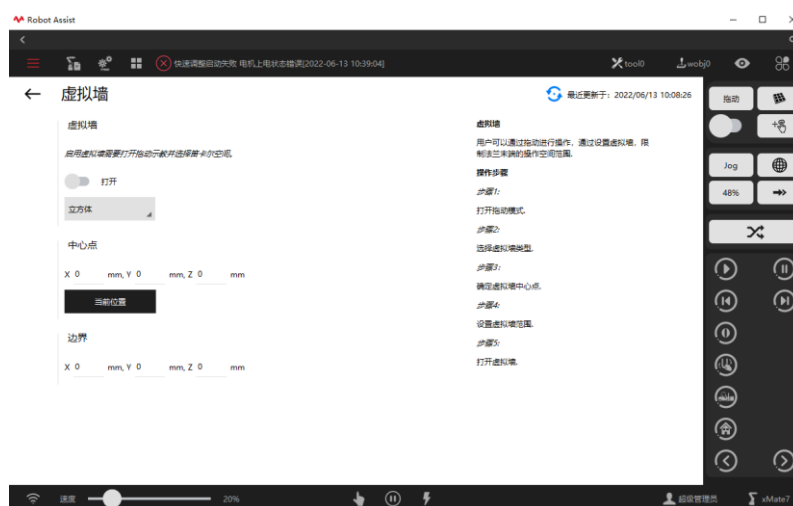 Robot Assist
快速调整启动失败 电机上电状态错误[2022-06-13 10:39:04]
tool0
wobj0
虚拟墙
最近更新于: 2022/06/13 10:08:26
虚拟墙
启用虚拟墙需要打开拖动示教并选择笛卡尔空间。
打开
立方体
中心点
X 0 mm, Y 0 mm, Z 0 mm
当前位置
边界
X 0 mm, Y 0 mm, Z 0 mm
虚拟墙
用户可以通过拖动进行操作，通过设置虚拟墙，限
制法兰末端的操作空间范围.
操作步骤
步骤1:
打开拖动模式.
步骤2:
选择虚拟墙类型.
步骤3:
确定虚拟墙中心点.
步骤4:
设置虚拟墙范围.
步骤5:
打开虚拟墙.
拖动
Jog
48%
速度
20%
超级管理员
xMate7